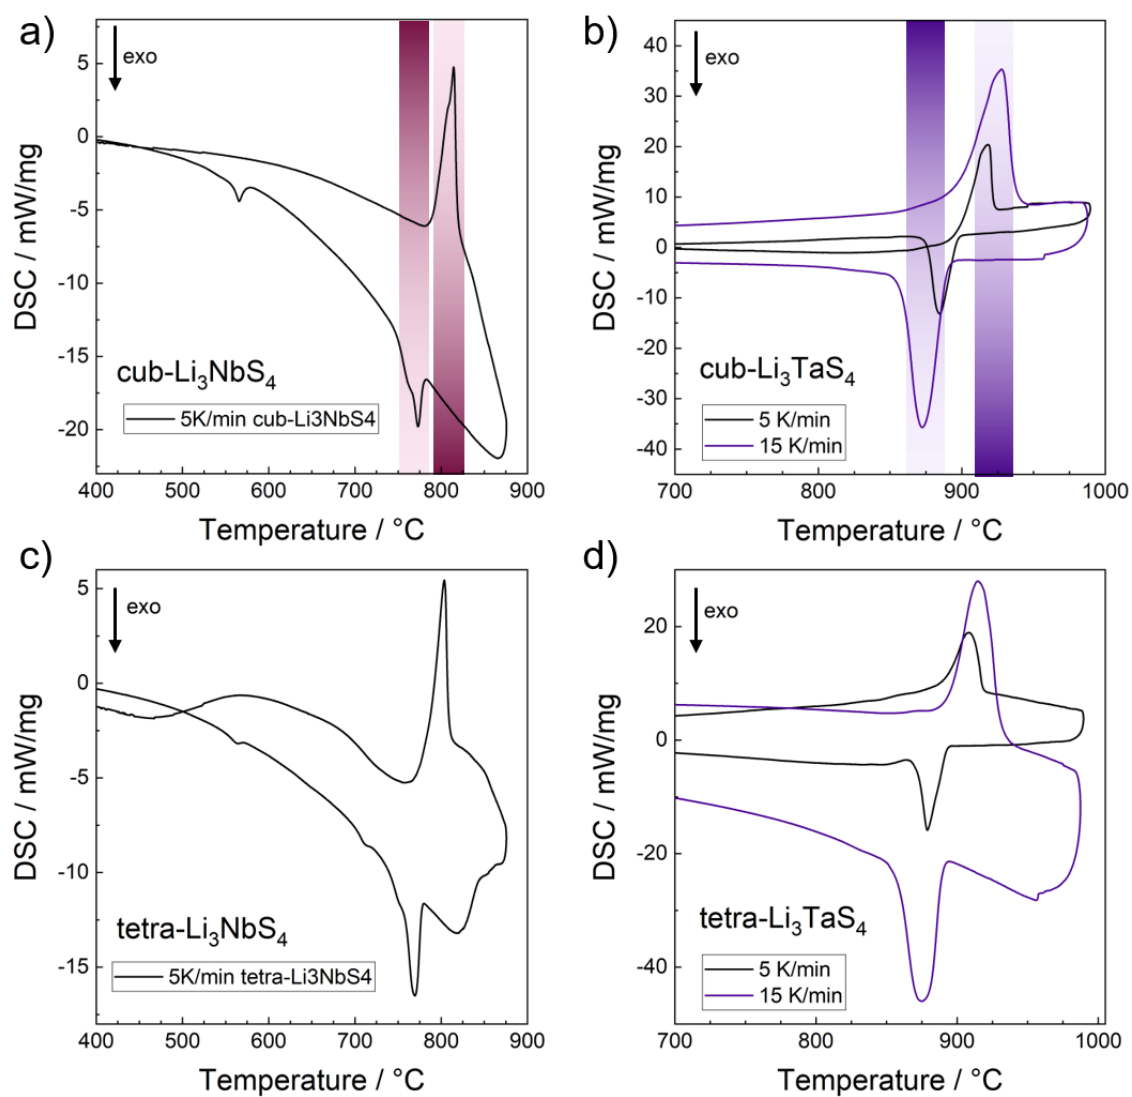 a)
exo
5
0
-5
-10
-15
-20
DSC / mW/mg
cub-Li₃NbS₄
5K/min cub-Li3NbS4
400 500 600 700 800 900
Temperature / °C
b)
exo
40
30
20
10
0
-10
-20
-30
-40
DSC / mW/mg
cub-Li₃TaS₄
5 K/min
15 K/min
700 800 900 1000
Temperature / °C
c)
exo
5
0
-5
-10
-15
DSC / mW/mg
tetra-Li₃NbS₄
5K/min tetra-Li3NbS4
400 500 600 700 800 900
Temperature / °C
d)
exo
20
0
-20
-40
DSC / mW/mg
tetra-Li₃TaS₄
5 K/min
15 K/min
700 800 900 1000
Temperature / °C